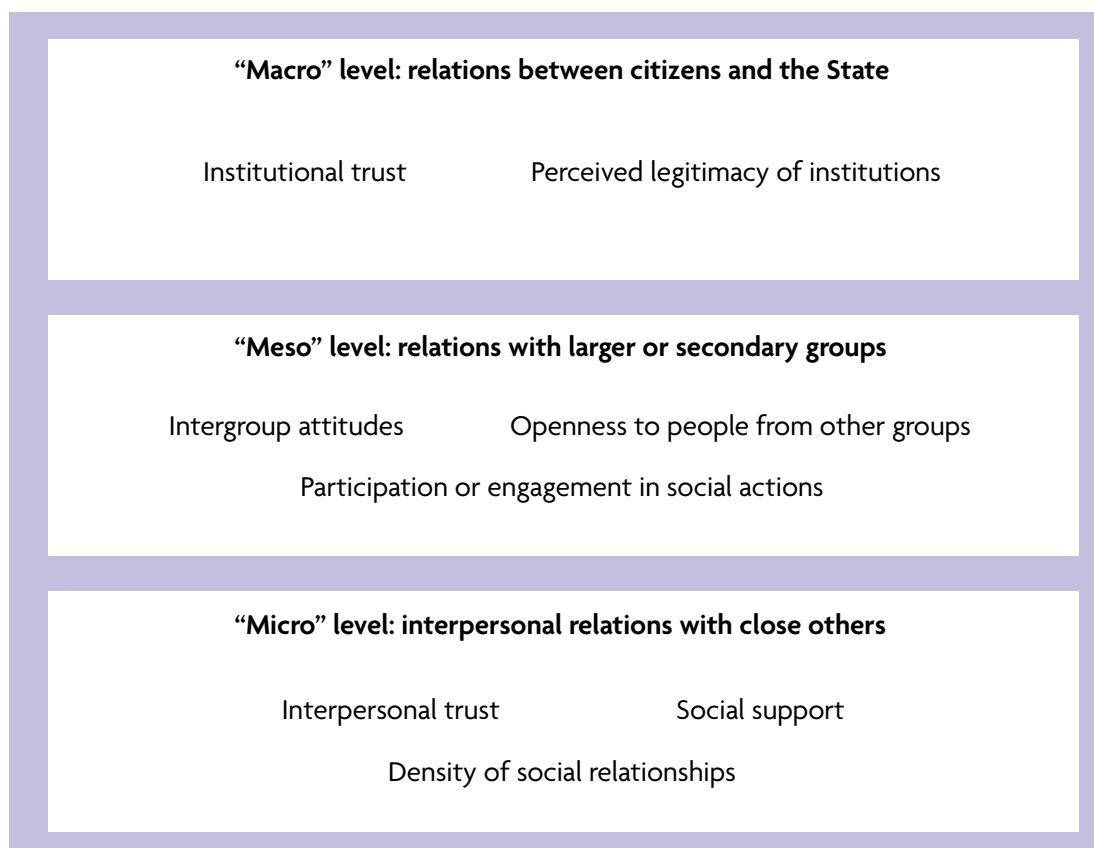 “Macro” level: relations between citizens and the State
Institutional trust Perceived legitimacy of institutions
“Meso” level: relations with larger or secondary groups
Intergroup attitudes Openness to people from other groups
Participation or engagement in social actions
“Micro” level: interpersonal relations with close others
Interpersonal trust Social support
Density of social relationships